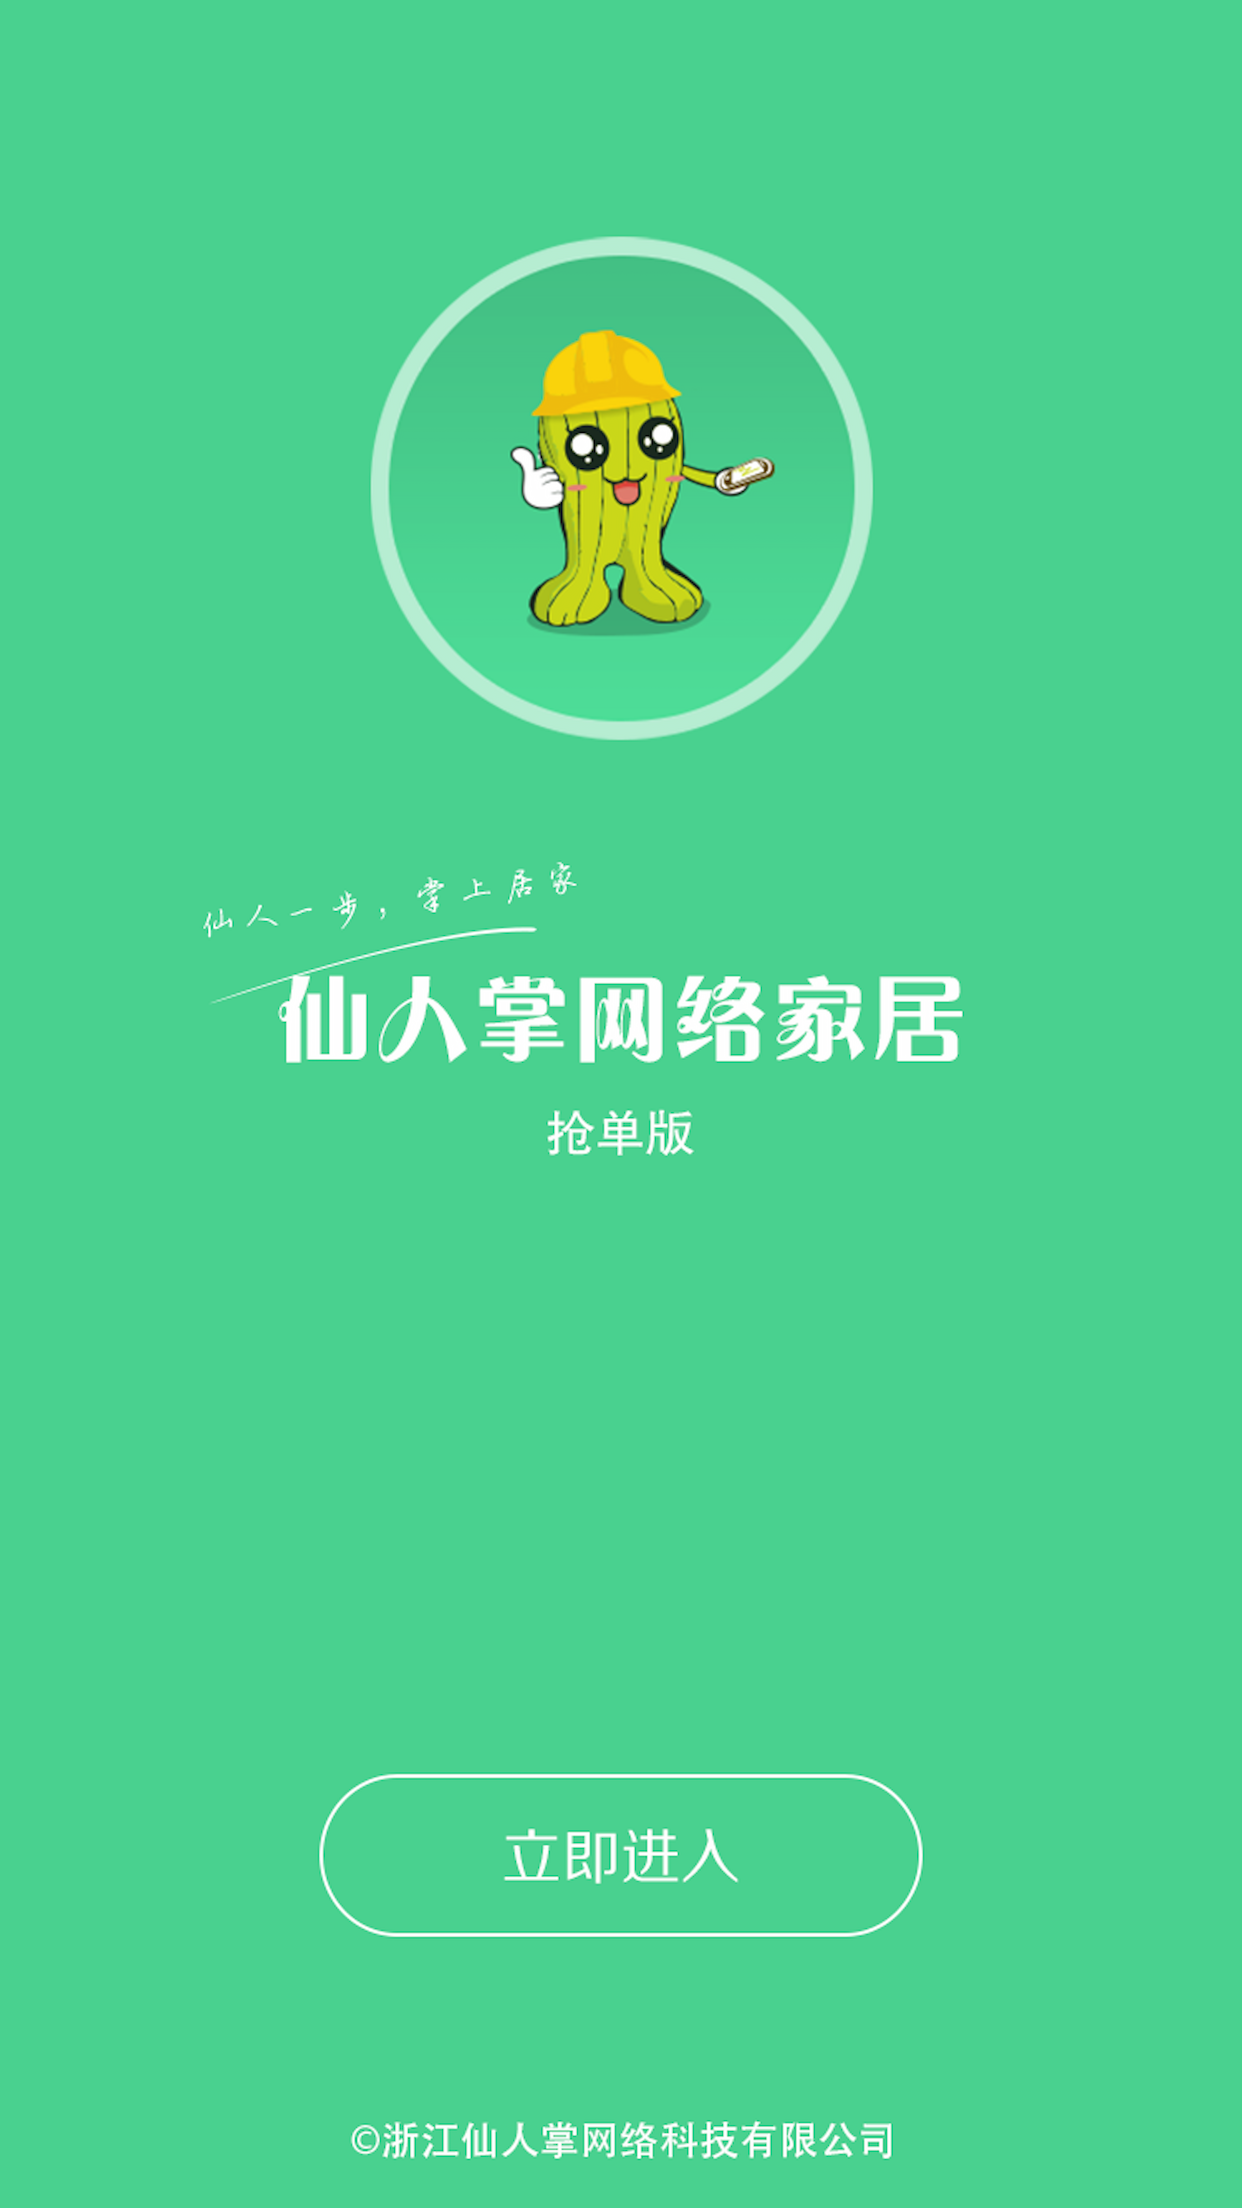 仙人一步，掌上居家
仙人掌网络家居
抢单版
立即进入
©浙江仙人掌网络科技有限公司